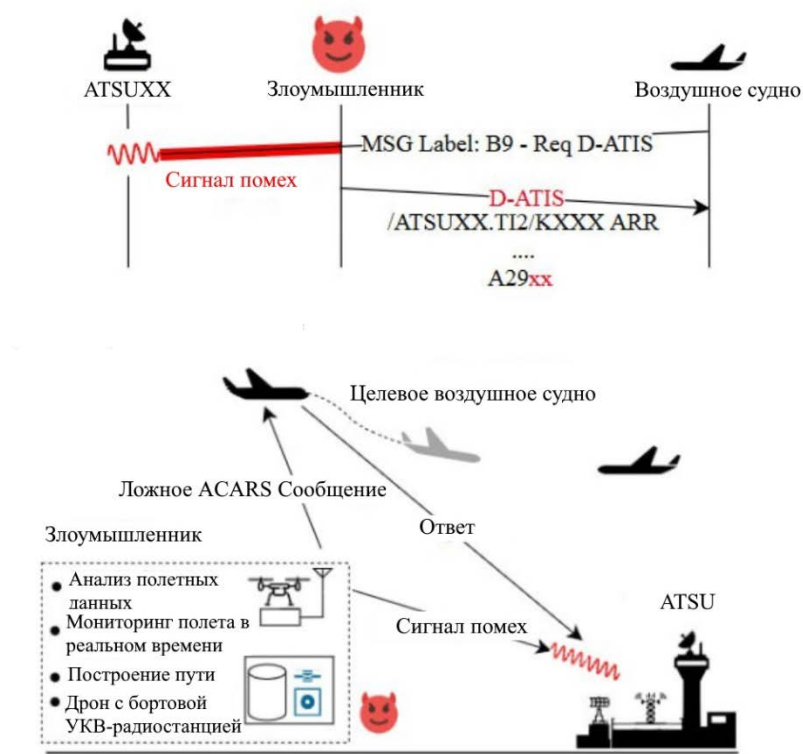 ATSUXX
Злоумышленник
Воздушное судно
MSG Label: B9 - Req D-ATIS
Сигнал помех
D-ATIS
/ATSUXX.TI2/KXXX ARR
....
A29xx
Целевое воздушное судно
Ложное ACARS Сообщение
Ответ
Злоумышленник
Анализ полетных
данных
Мониторинг полета в
реальном времени
Построение пути
Дрон с бортовой
УКВ-радиостанцией
Сигнал помех
ATSU